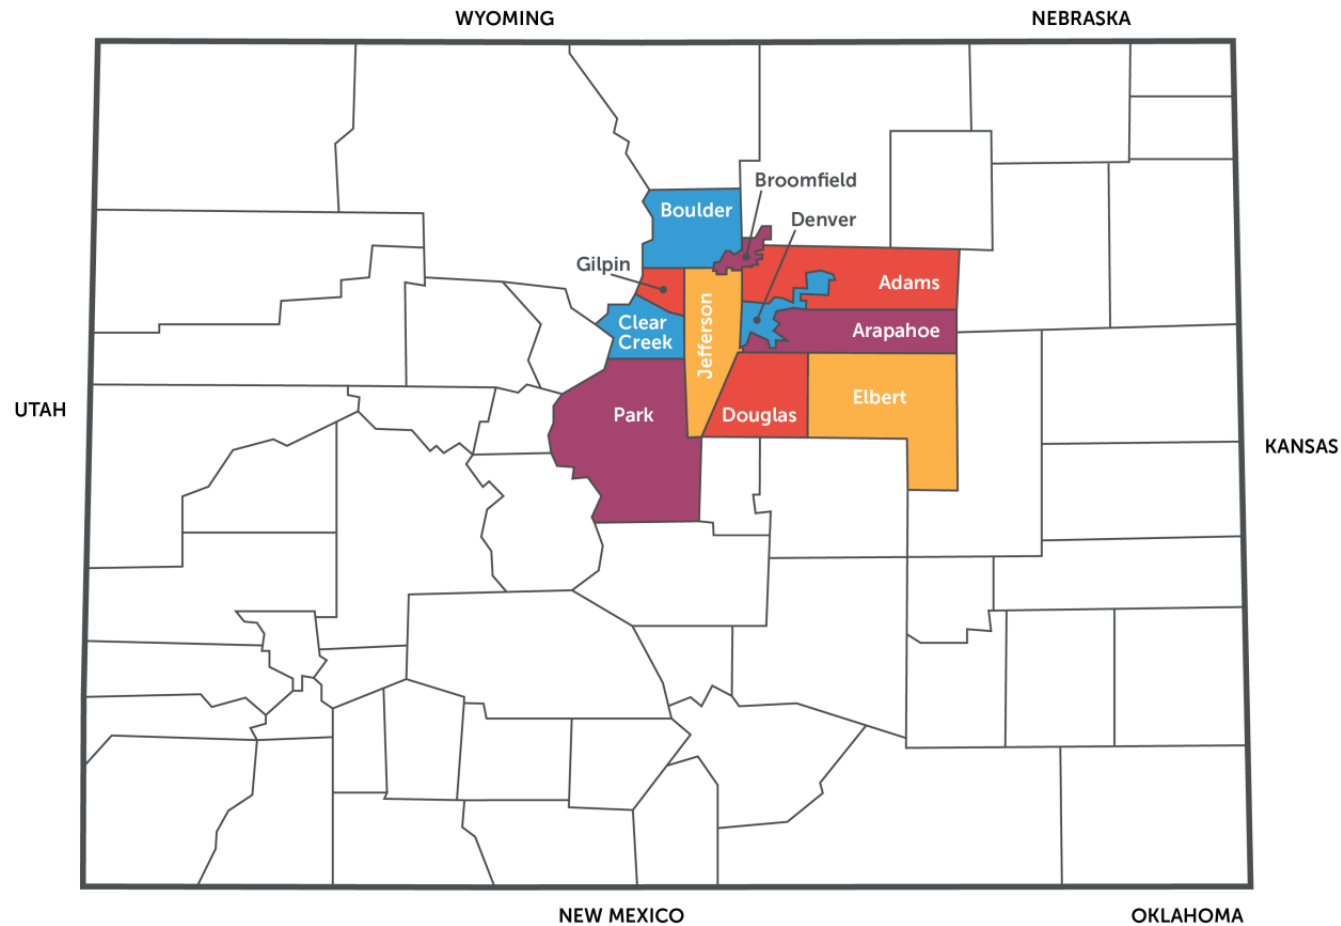 WYOMING
NEBRASKA
Broomfield
Boulder
Denver
Gilpin
Adams
Clear
Creek
Jefferson
Arapahoe
Elbert
UTAH
Park
Douglas
KANSAS
NEW MEXICO
OKLAHOMA